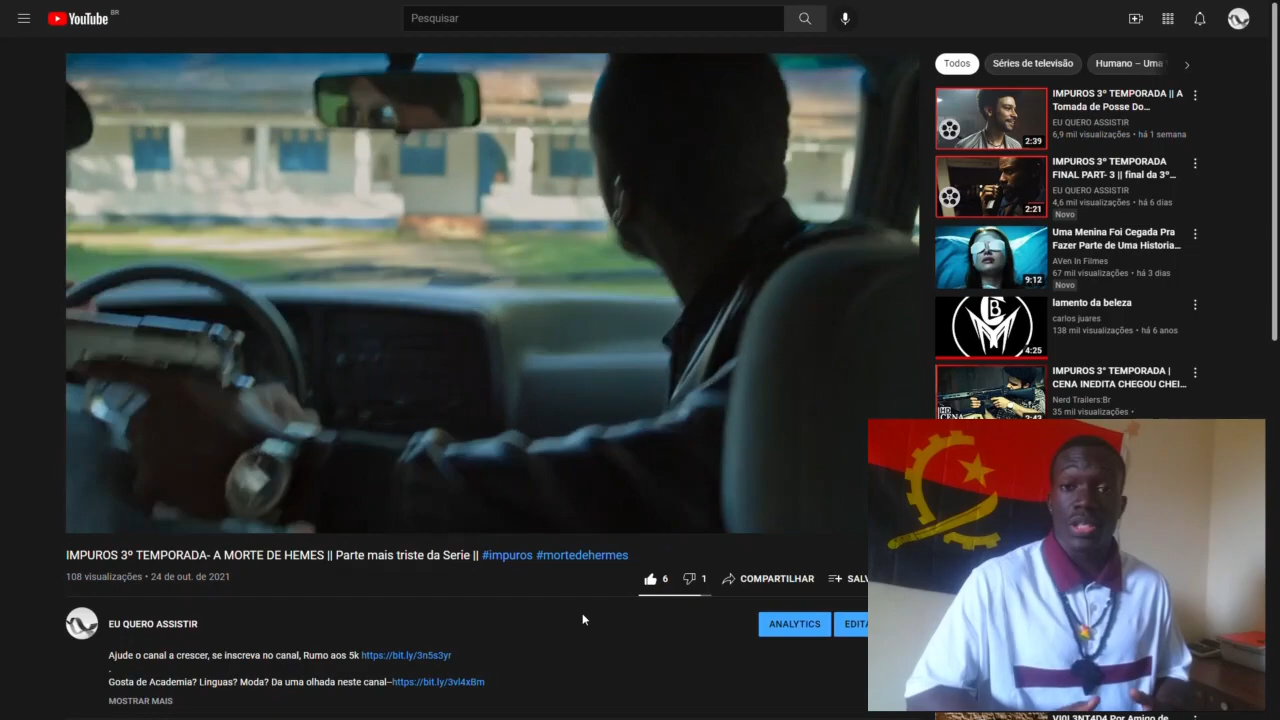 YouTube BR
Pesquisar
Todos
Séries de televisão
Humano – Uma
IMPUROS 3º TEMPORADA || A
Tomada de Posse Do...
EU QUERO ASSISTIR
6,9 mil visualizações • há 1 semana
2:39
IMPUROS 3º TEMPORADA
FINAL PART- 3 || final da 3º...
EU QUERO ASSISTIR
4,6 mil visualizações • há 6 dias
Novo
2:21
Uma Menina Foi Cegada Pra
Fazer Parte de Uma Historia...
AVen In Filmes
67 mil visualizações • há 3 dias
Novo
9:12
lamento da beleza
carlos juares
138 mil visualizações • há 6 anos
4:25
IMPUROS 3° TEMPORADA |
CENA INEDITA CHEGOU CHEI...
Nerd Trailers:Br
35 mil visualizações •
HD
CENA
IMPUROS 3º TEMPORADA- A MORTE DE HEMES || Parte mais triste da Serie || #impuros #mortedehermes
108 visualizações • 24 de out. de 2021
6
1
COMPARTILHAR
SALV
EU QUERO ASSISTIR
ANALYTICS
EDITA
Ajude o canal a crescer, se inscreva no canal, Rumo aos 5k https://bit.ly/3n5s3yr
.
Gosta de Academia? Linguas? Moda? Da uma olhada neste canal--https://bit.ly/3vl4xBm
MOSTRAR MAIS
VI0L3NT4D4 Por Amigo de